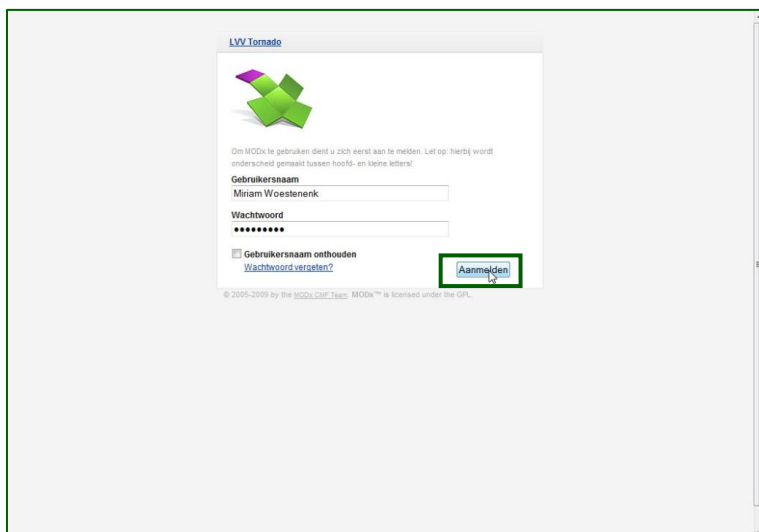 LVV Tornado
Om MODx te gebruiken dient u zich eerst aan te melden. Let op: hierbij wordt
onderscheid gemaakt tussen hoofd- en kleine letters!
Gebruikersnaam
Miriam Woestenenk
Wachtwoord
•••••••••
Gebruikersnaam onthouden
Wachtwoord vergeten?
Aanmelden
© 2005-2009 by the MODx CMF Team. MODx™ is licensed under the GPL.